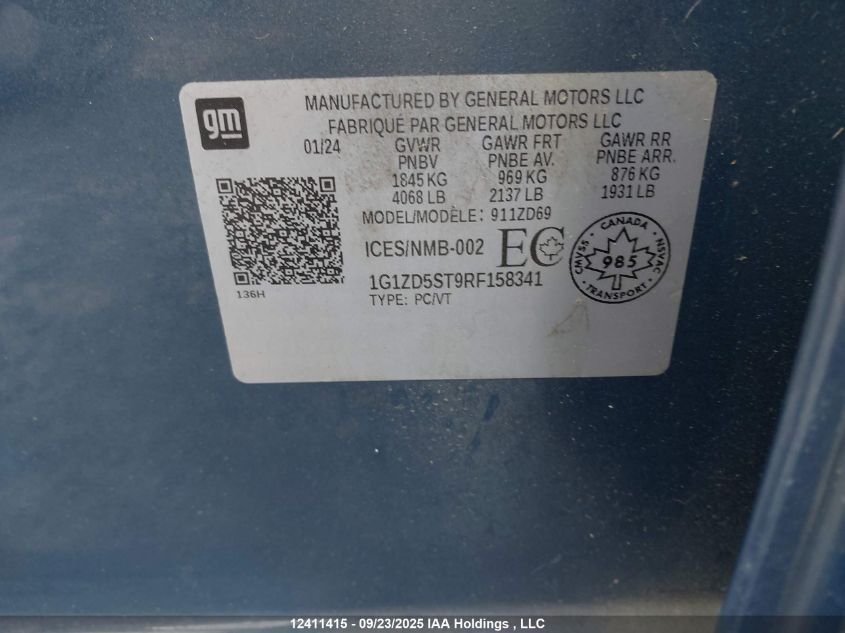 gm
MANUFACTURED BY GENERAL MOTORS LLC
FABRIQUÉ PAR GENERAL MOTORS LLC
01/24 GVWR GAWR FRT GAWR RR
PNBV PNBE AV. PNBE ARR.
1845 KG 969 KG 876 KG
4068 LB 2137 LB 1931 LB
MODEL/MODÈLE: 911ZD69
ICES/NMB-002 EC
CANADA
CMVSS 985 NVAC
TRANSPORT
1G1ZD5ST9RF158341
136H TYPE: PC/VT
12411415 - 09/23/2025 IAA Holdings , LLC